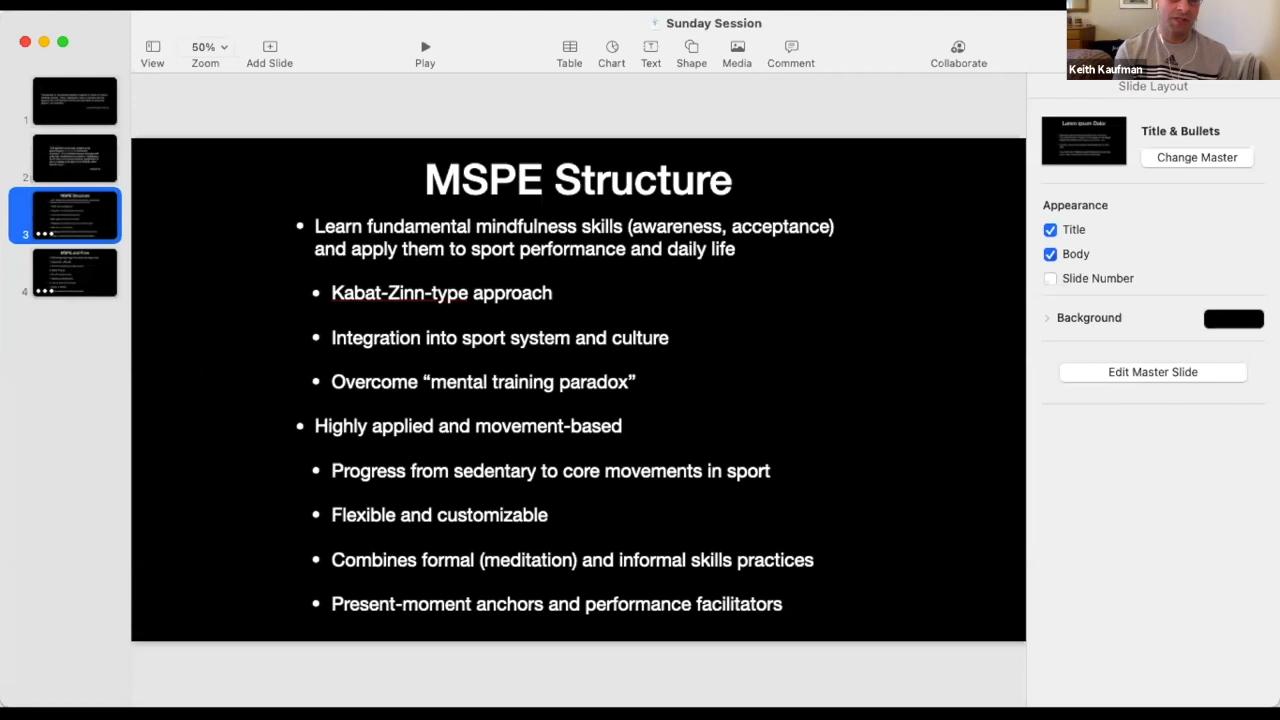 Sunday Session
View
50%
Zoom
Add Slide
Play
Table
Chart
Text
Shape
Media
Comment
Collaborate
Keith Kaufman
Slide Layout
Title & Bullets
Change Master
Appearance
Title
Body
Slide Number
Background
Edit Master Slide
1
2
3
4
MSPE Structure
• Learn fundamental mindfulness skills (awareness, acceptance)
and apply them to sport performance and daily life
• Kabat-Zinn-type approach
• Integration into sport system and culture
• Overcome “mental training paradox”
• Highly applied and movement-based
• Progress from sedentary to core movements in sport
• Flexible and customizable
• Combines formal (meditation) and informal skills practices
• Present-moment anchors and performance facilitators